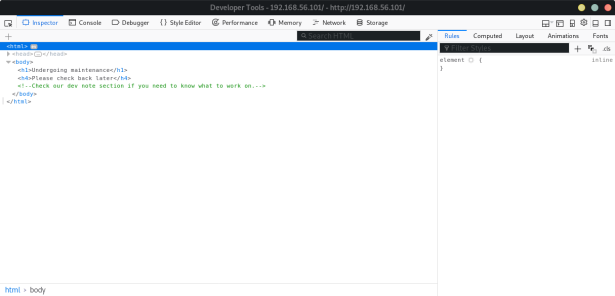 Developer Tools - 192.168.56.101/ - http://192.168.56.101/
Inspector Console Debugger Style Editor Performance Memory Network Storage
+ Search HTML Rules Computed Layout Animations Fonts
<html>
Filter Styles + .cls
<head></head>
<body>
element { inline
<h1>Undergoing maintenance</h1>
}
<h4>Please check back later</h4>
<!--Check our dev note section if you need to know what to work on.-->
</body>
</html>
html > body